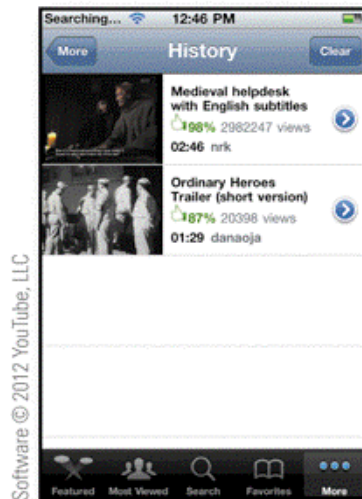 Searching... 12:46 PM
More History Clear
Medieval helpdesk
with English subtitles
98% 2982247 views
02:46 nrk
Ordinary Heroes
Trailer (short version)
87% 20398 views
01:29 danaoja
Featured Most Viewed Search Favorites More
Software © 2012 YouTube, LLC